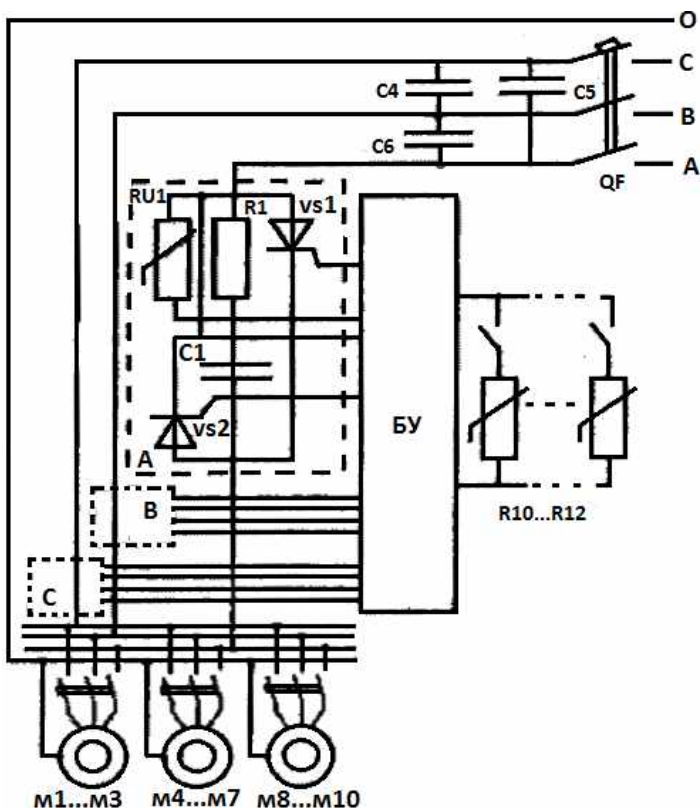 O
C
C4
C5
B
C6
A
QF
RU1
R1
vs1
C1
vs2
A
БУ
B
R10...R12
C
м1...м3
м4...м7
м8...м10